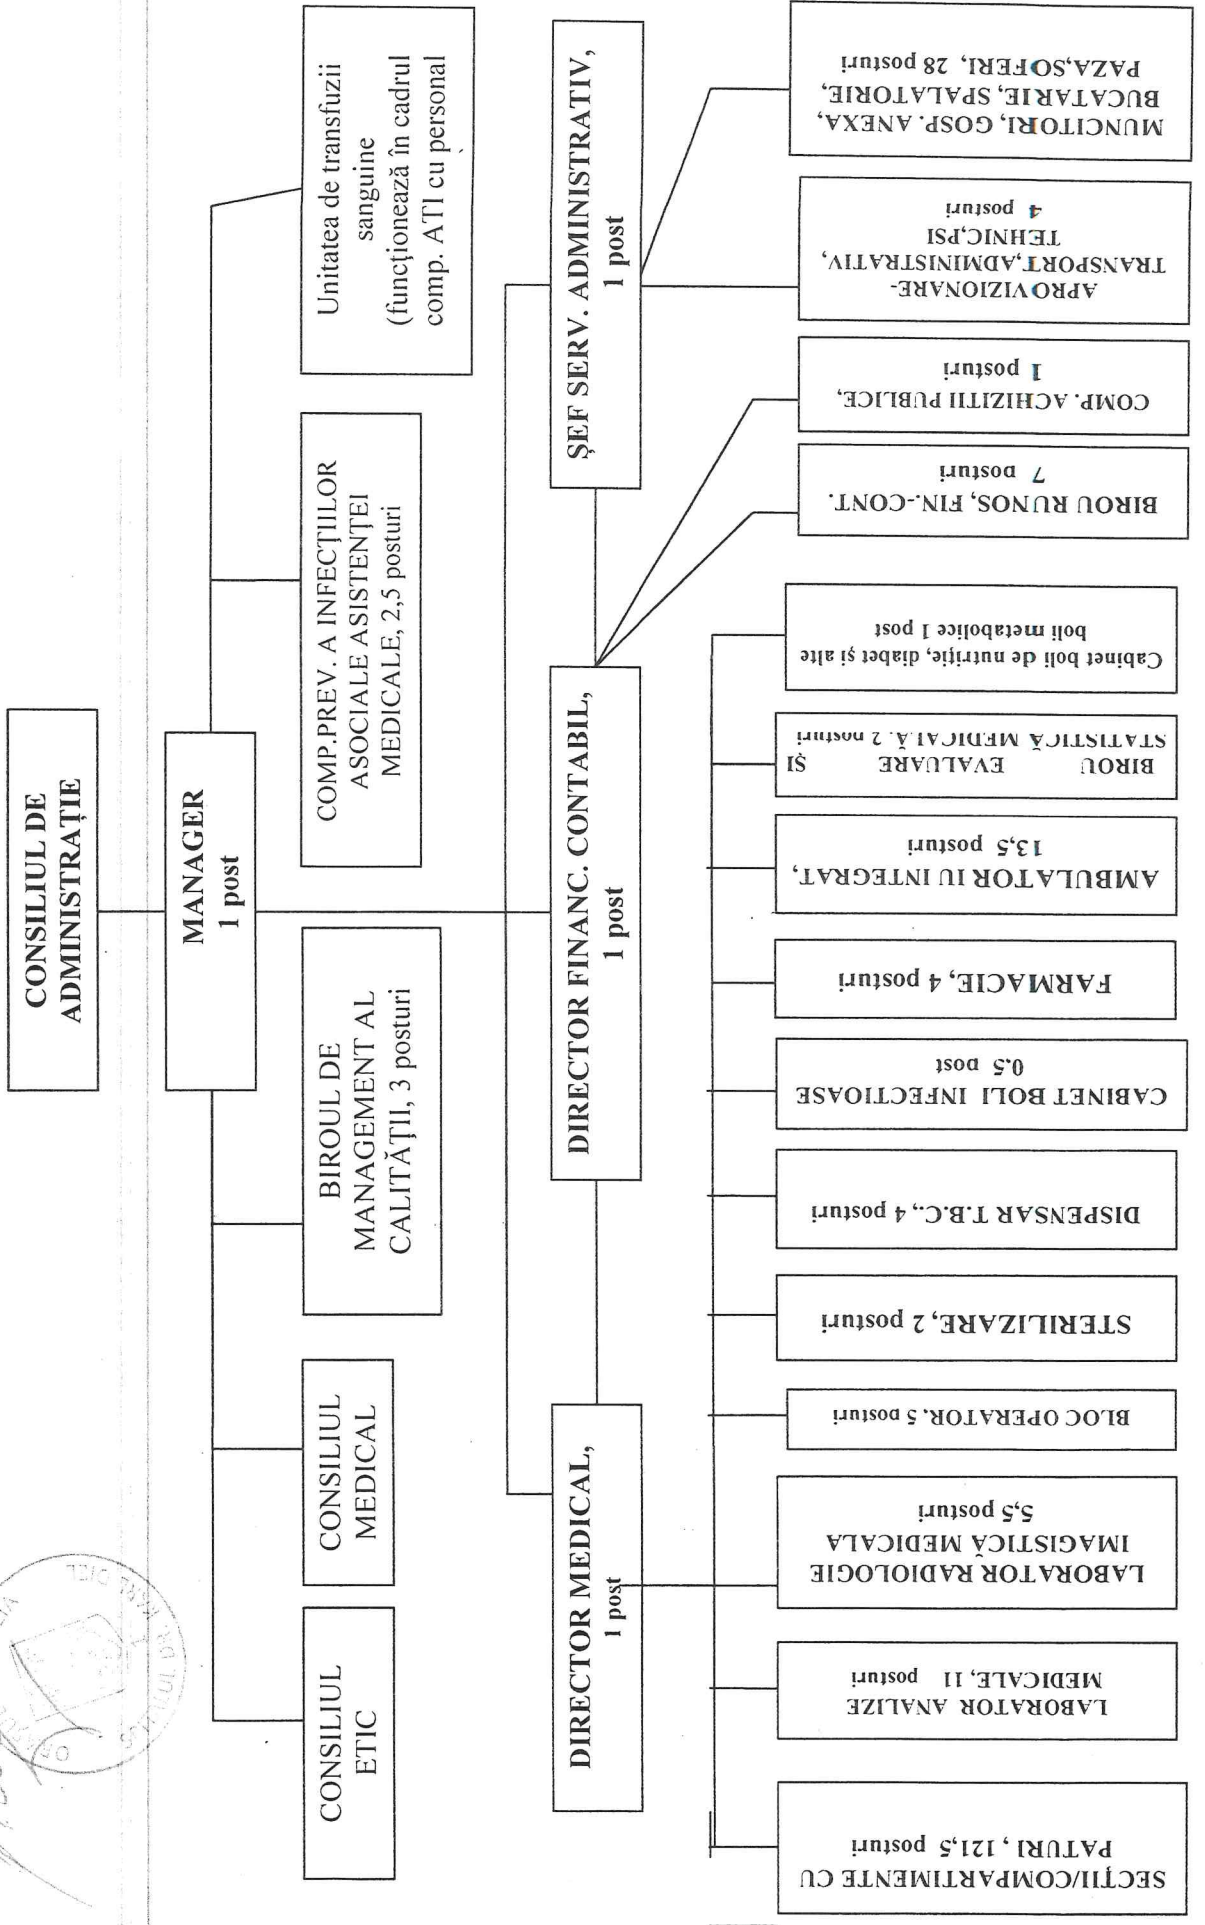 CONSILIUL DE
ADMINISTRAȚIE
MANAGER
1 post
CONSILIUL
ETIC
CONSILIUL
MEDICAL
BIROUL DE
MANAGEMENT AL
CALITĂȚII, 3 posturi
COMP.PREV. A INFECȚIILOR
ASOCIALE ASISTENȚEI
MEDICALE, 2,5 posturi
Unitatea de transfuzii
sanguine
(funcționează în cadrul
comp. ATI cu personal
DIRECTOR MEDICAL,
1 post
DIRECTOR FINANC. CONTABIL,
1 post
ȘEF SERV. ADMINISTRATIV,
1 post
SECȚII/COMPARTIMENTE CU
PATURI , 121,5 posturi
LABORATOR ANALIZE
MEDICALE, 11 posturi
LABORATOR RADIOLOGIE
IMAGISTICĂ MEDICALA
5,5 posturi
BLOC OPERATOR. 5 posturi
STERILIZARE, 2 posturi
DISPENSAR T.B.C., 4 posturi
CABINET BOLI INFECTIOASE
0.5 post
FARMACIE, 4 posturi
AMBULATOR IU INTEGRAT,
13,5 posturi
BIROU EVALUARE ȘI
STATISTICĂ MEDICALĂ. 2 posturi
Cabinet boli de nutriție, diabet și alte
boli metabolice 1 post
BIROU RUNOS, FIN.-CONT.
7 posturi
COMP. ACHIZITII PUBLICE,
1 posturi
APROVIZIONARE-
TRANSPORT,ADMINISTRATIV,
TEHNIC,PSI
4 posturi
MUNCITORI, GOSP. ANEXA,
BUCATARIE, SPALATORIE,
PAZA,SOFERI, 28 posturi